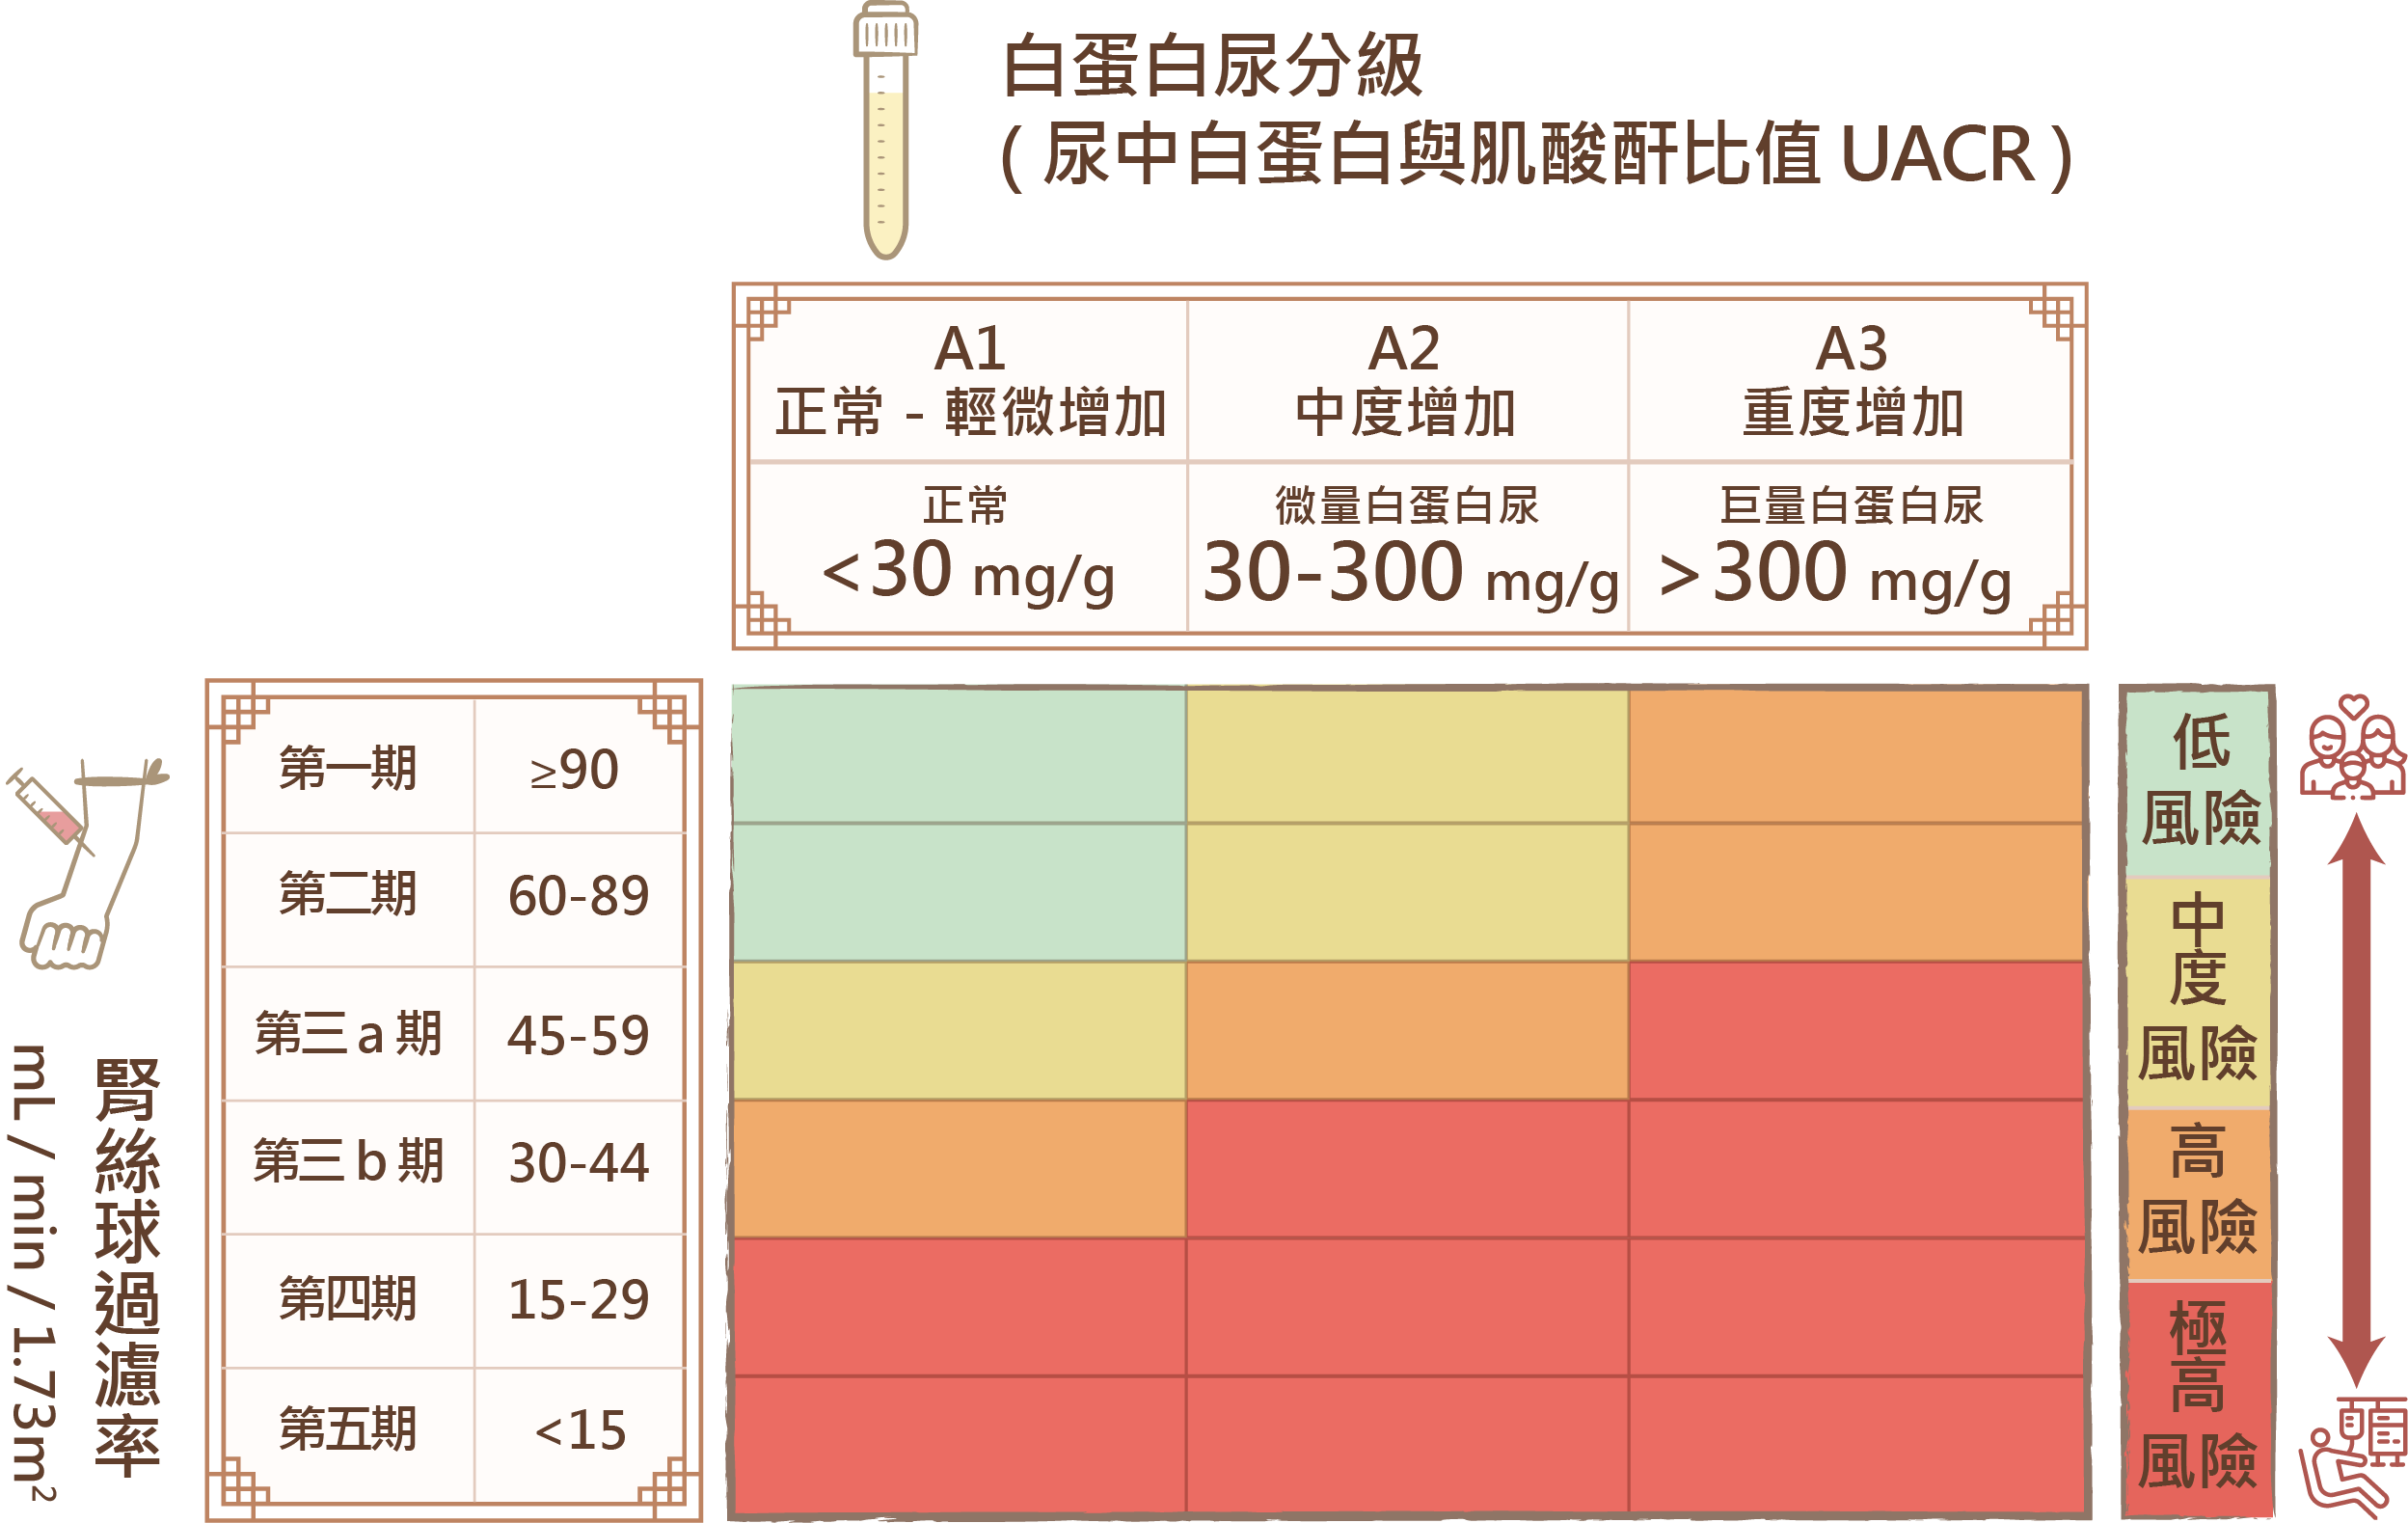 白蛋白尿分級
( 尿中白蛋白與肌酸酐比值 UACR )
A1
正常 - 輕微增加
A2
中度增加
A3
重度增加
正常
<30 mg/g
微量白蛋白尿
30-300 mg/g
巨量白蛋白尿
>300 mg/g
腎絲球過濾率
mL / min / 1.73m²
第一期 ≥90
第二期 60-89
第三 a 期 45-59
第三 b 期 30-44
第四期 15-29
第五期 <15
低
風險
中
度
風險
高
風險
極
高
風險